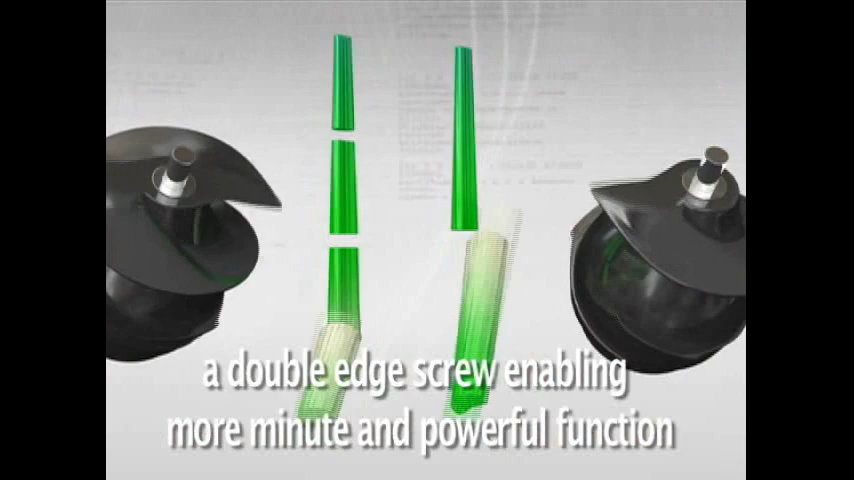 a double edge screw enabling
more minute and powerful function